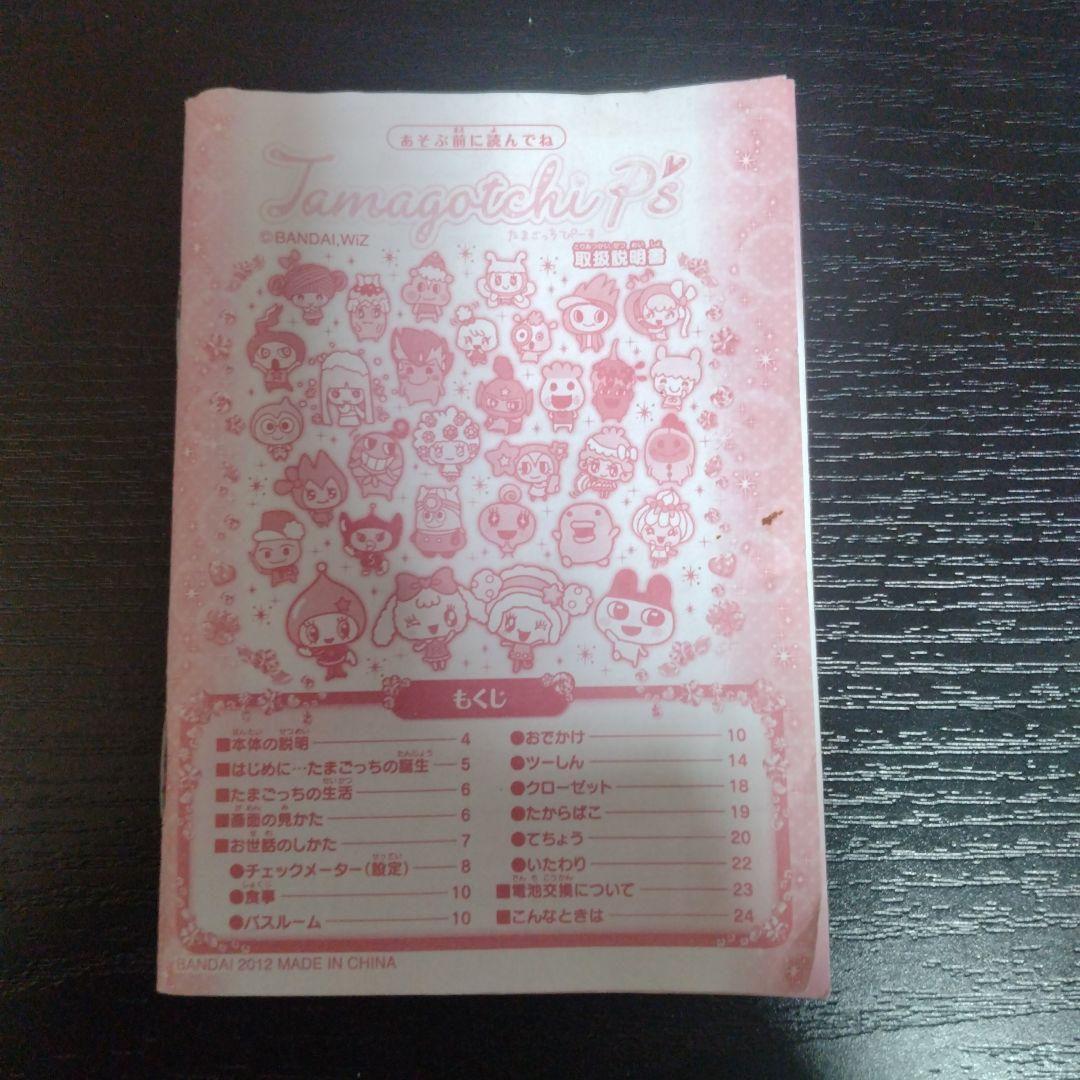 あそぶ前に読んでね
Tamagotchi P's
©BANDAI,WiZ
たまごっちぴーす
取扱説明書
もくじ
■本体の説明 4
■はじめに…たまごっちの誕生 5
■たまごっちの生活 6
■画面の見かた 6
■お世話のしかた 7
●チェックメーター(設定) 8
●食事 10
●バスルーム 10
●おでかけ 10
●ツーしん 14
●クローゼット 18
●たからばこ 19
●てちょう 20
●いたわり 22
■電池交換について 23
■こんなときは 24
BANDAI 2012 MADE IN CHINA